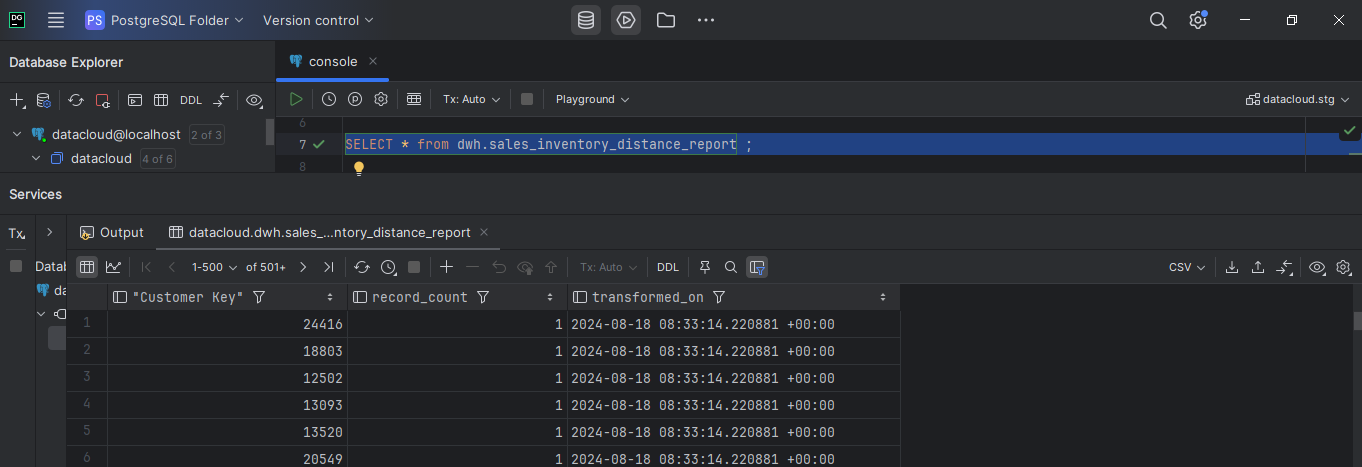 DG
PS PostgreSQL Folder Version control
Database Explorer
console
DDL
Tx: Auto Playground datacloud.stg
datacloud@localhost 2 of 3
datacloud 4 of 6
6
7 SELECT * from dwh.sales_inventory_distance_report ;
8
Services
Tx Output datacloud.dwh.sales_...ntory_distance_report
Datab
da
1-500 of 501+ Tx: Auto DDL CSV
"Customer Key" record_count transformed_on
1 24416 1 2024-08-18 08:33:14.220881 +00:00
2 18803 1 2024-08-18 08:33:14.220881 +00:00
3 12502 1 2024-08-18 08:33:14.220881 +00:00
4 13093 1 2024-08-18 08:33:14.220881 +00:00
5 13520 1 2024-08-18 08:33:14.220881 +00:00
6 20549 1 2024-08-18 08:33:14.220881 +00:00